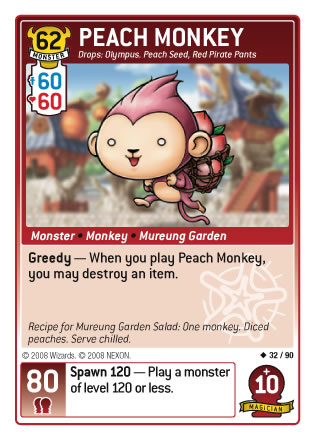 62
PEACH MONKEY
MONSTER
Drops: Olympus. Peach Seed, Red Pirate Pants
60
60
Monster • Monkey • Mureung Garden
Greedy — When you play Peach Monkey,
you may destroy an item.
Recipe for Mureung Garden Salad: One monkey. Diced
peaches. Serve chilled.
© 2008 Wizards. © 2008 NEXON.
◆ 32 / 90
80
Spawn 120 — Play a monster
of level 120 or less.
+
10
MAGICIAN